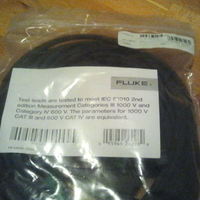 FLUKE
Test leads are tested to meet IEC 61010 2nd
edition Measurement Categories III 1000 V and
Category IV 600 V. The parameters for 1000 V
CAT III and 600 V CAT IV are equivalent.